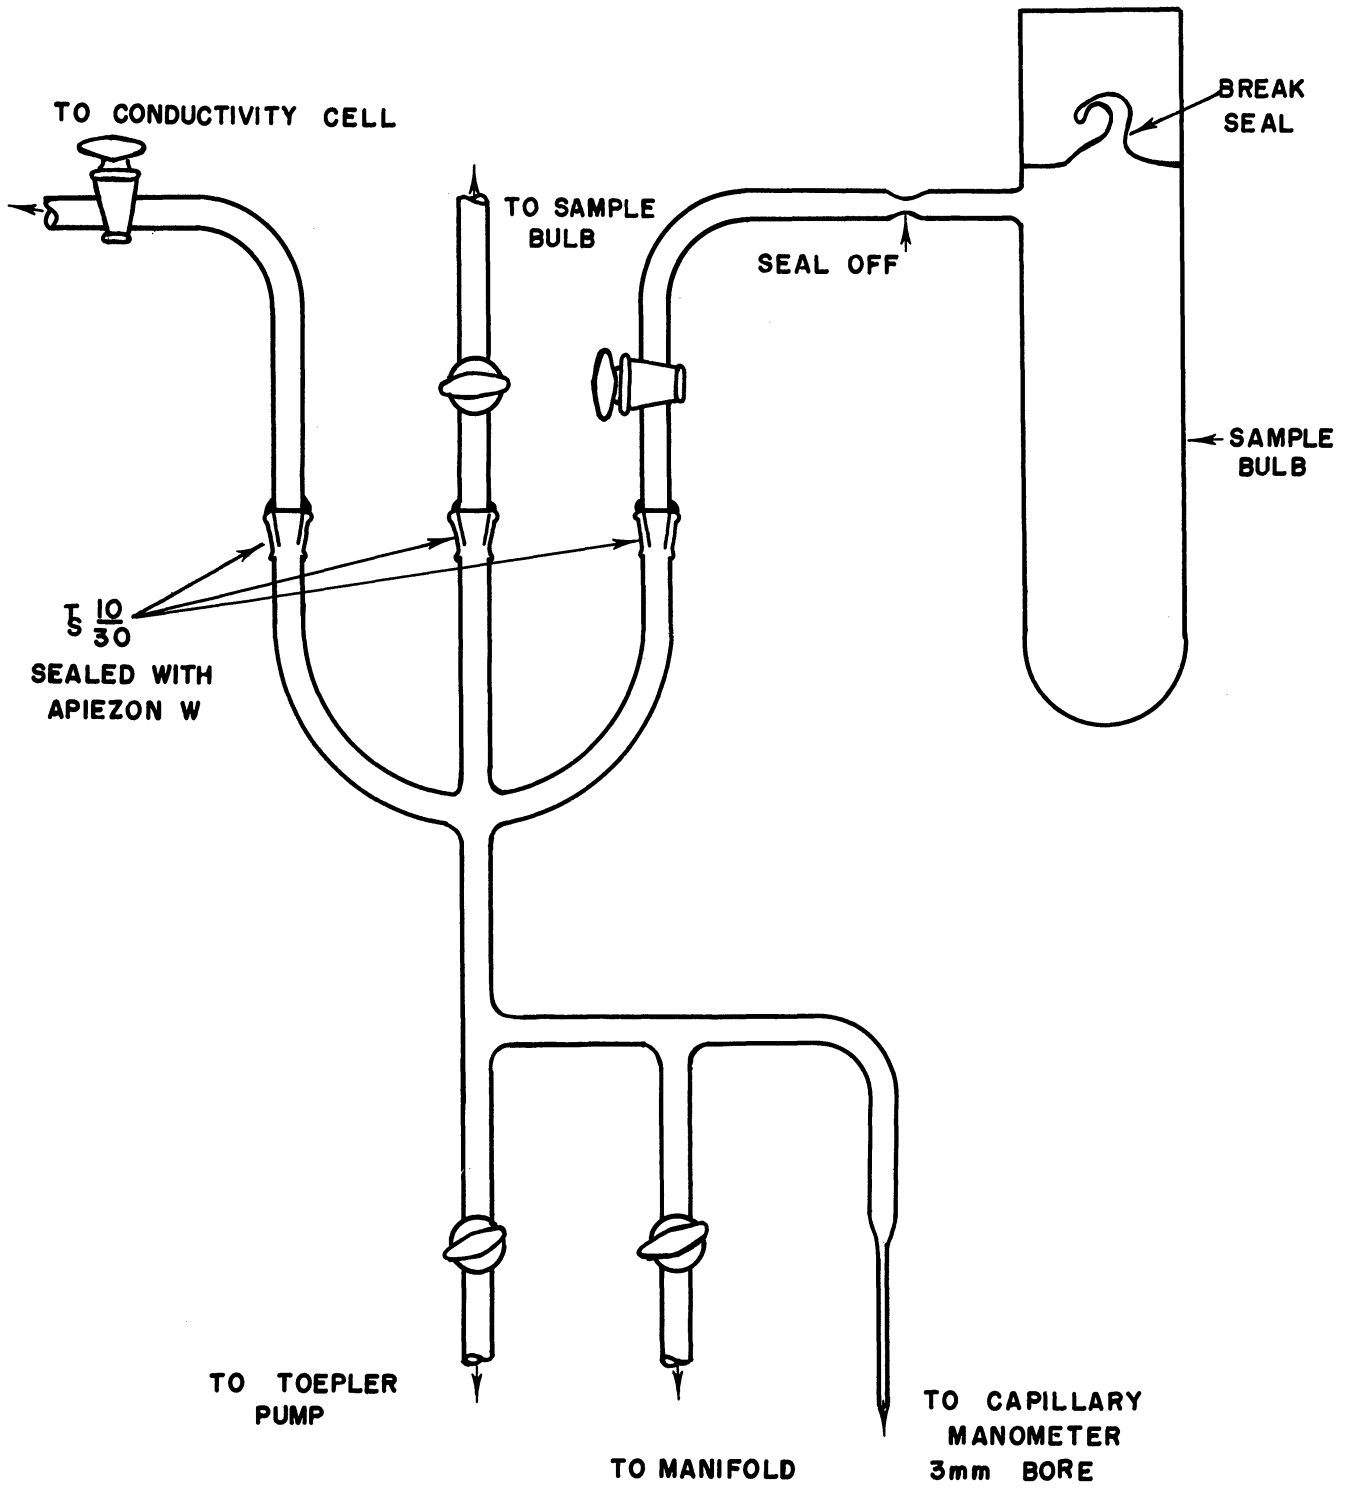 TO CONDUCTIVITY CELL
BREAK
SEAL
TO SAMPLE
BULB
SEAL OFF
SAMPLE
BULB
TS 10/30
SEALED WITH
APIEZON W
TO TOEPLER
PUMP
TO MANIFOLD
TO CAPILLARY
MANOMETER
3mm BORE